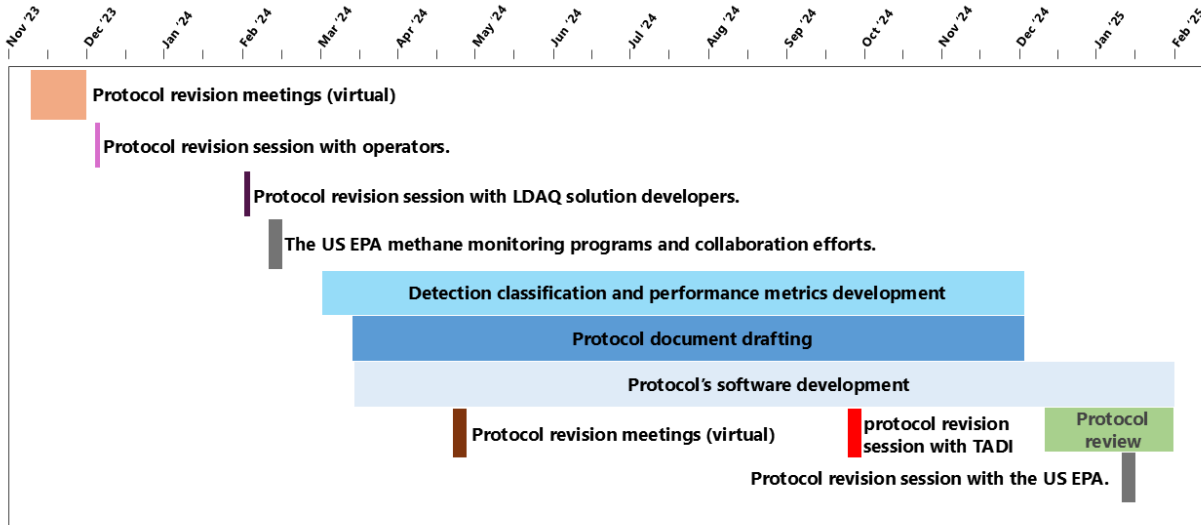 Nov '23
Dec '23
Jan '24
Feb '24
Mar '24
Apr '24
May '24
Jun '24
Jul '24
Aug '24
Sep '24
Oct '24
Nov '24
Dec '24
Jan '25
Feb '25
Protocol revision meetings (virtual)
Protocol revision session with operators.
Protocol revision session with LDAQ solution developers.
The US EPA methane monitoring programs and collaboration efforts.
Detection classification and performance metrics development
Protocol document drafting
Protocol's software development
Protocol revision meetings (virtual)
protocol revision
session with TADI
Protocol
review
Protocol revision session with the US EPA.